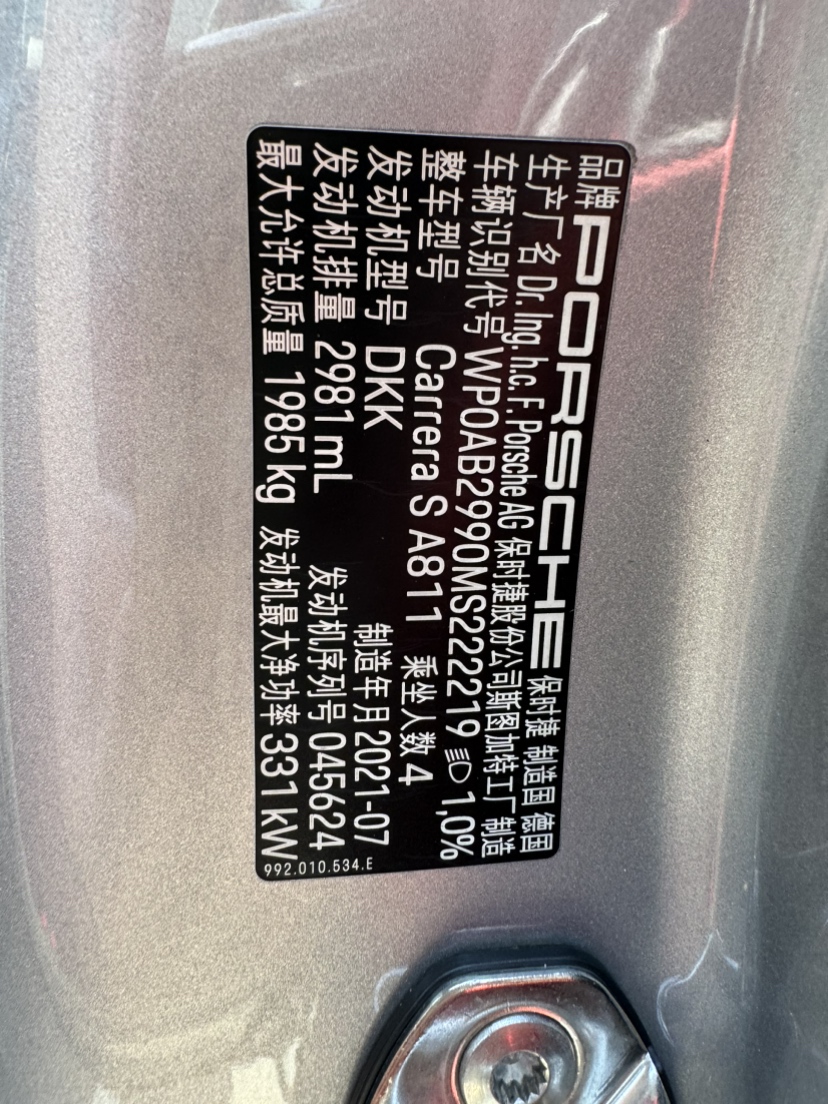 品牌 PORSCHE 保时捷 制造国 德国
生产厂名 Dr. Ing. h.c. F. Porsche AG 保时捷股份公司斯图加特工厂制造
车辆识别代号 WP0AB2990MS222219 1,0%
整车型号 Carrera S A811 乘坐人数 4
发动机型号 DKK 制造年月 2021-07
发动机排量 2981 mL 发动机序列号 045624
最大允许总质量 1985 kg 发动机最大净功率 331 kW
992.010.534.E